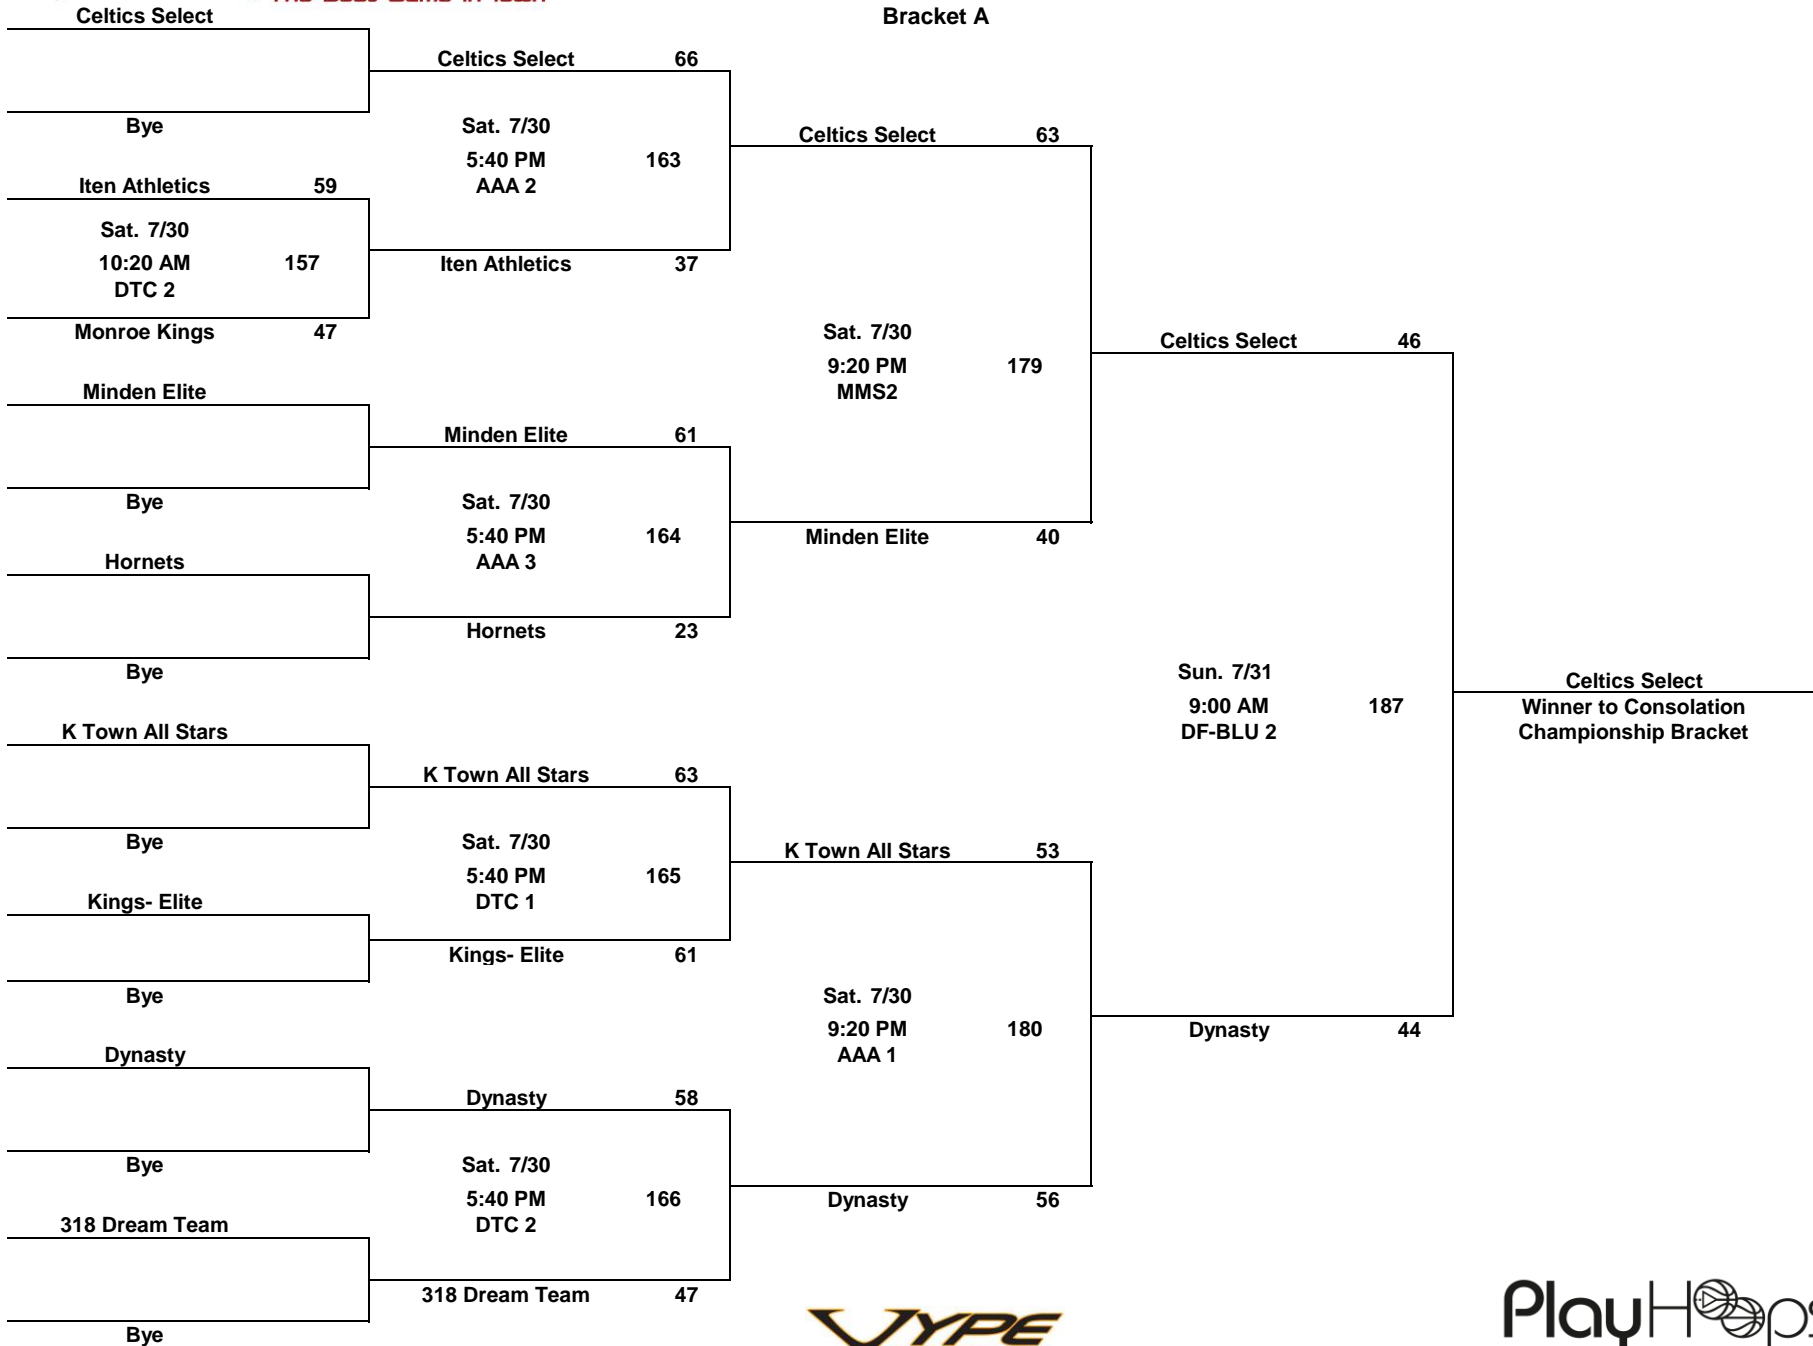 The Best Game in Town
Celtics Select
Bracket A
Celtics Select 66
Bye
Sat. 7/30
5:40 PM 163
AAA 2
Celtics Select 63
Iten Athletics 59
Sat. 7/30
10:20 AM 157
DTC 2
Iten Athletics 37
Monroe Kings 47
Sat. 7/30
9:20 PM 179
MMS2
Celtics Select 46
Minden Elite
Minden Elite 61
Bye
Sat. 7/30
5:40 PM 164
AAA 3
Minden Elite 40
Hornets
Hornets 23
Bye
Sun. 7/31
9:00 AM 187
DF-BLU 2
Celtics Select
Winner to Consolation
Championship Bracket
K Town All Stars
K Town All Stars 63
Bye
Sat. 7/30
5:40 PM 165
DTC 1
K Town All Stars 53
Kings- Elite
Kings- Elite 61
Bye
Sat. 7/30
9:20 PM 180
AAA 1
Dynasty 44
Dynasty
Dynasty 58
Bye
Sat. 7/30
5:40 PM 166
DTC 2
Dynasty 56
318 Dream Team
318 Dream Team 47
Bye
VYPE
PlayHoops